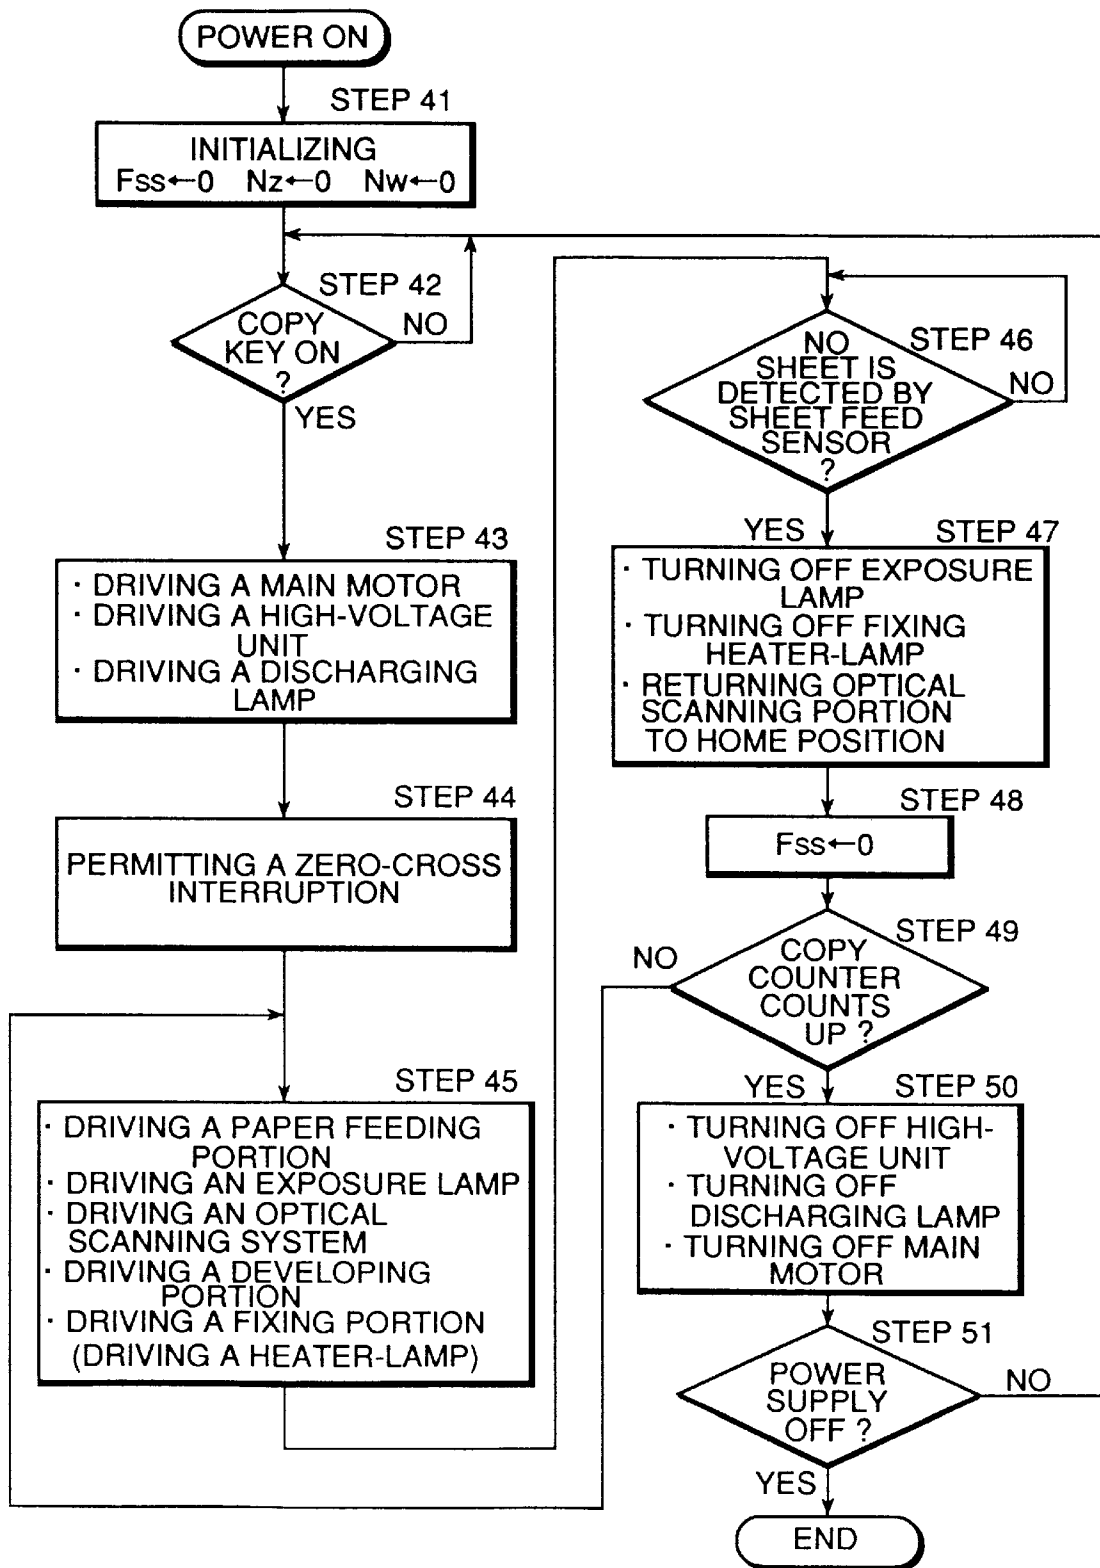 POWER ON
STEP 41
INITIALIZING
Fss←0 Nz←0 Nw←0
STEP 42
COPY
KEY ON
?
NO
YES
STEP 43
· DRIVING A MAIN MOTOR
· DRIVING A HIGH-VOLTAGE
UNIT
· DRIVING A DISCHARGING
LAMP
STEP 44
PERMITTING A ZERO-CROSS
INTERRUPTION
STEP 45
· DRIVING A PAPER FEEDING
PORTION
· DRIVING AN EXPOSURE LAMP
· DRIVING AN OPTICAL
SCANNING SYSTEM
· DRIVING A DEVELOPING
PORTION
· DRIVING A FIXING PORTION
(DRIVING A HEATER-LAMP)
STEP 46
NO
SHEET IS
DETECTED BY
SHEET FEED
SENSOR
?
NO
YES
STEP 47
· TURNING OFF EXPOSURE
LAMP
· TURNING OFF FIXING
HEATER-LAMP
· RETURNING OPTICAL
SCANNING PORTION
TO HOME POSITION
STEP 48
Fss←0
STEP 49
COPY
COUNTER
COUNTS
UP ?
NO
YES
STEP 50
· TURNING OFF HIGH-
VOLTAGE UNIT
· TURNING OFF
DISCHARGING LAMP
· TURNING OFF MAIN
MOTOR
STEP 51
POWER
SUPPLY
OFF ?
NO
YES
END